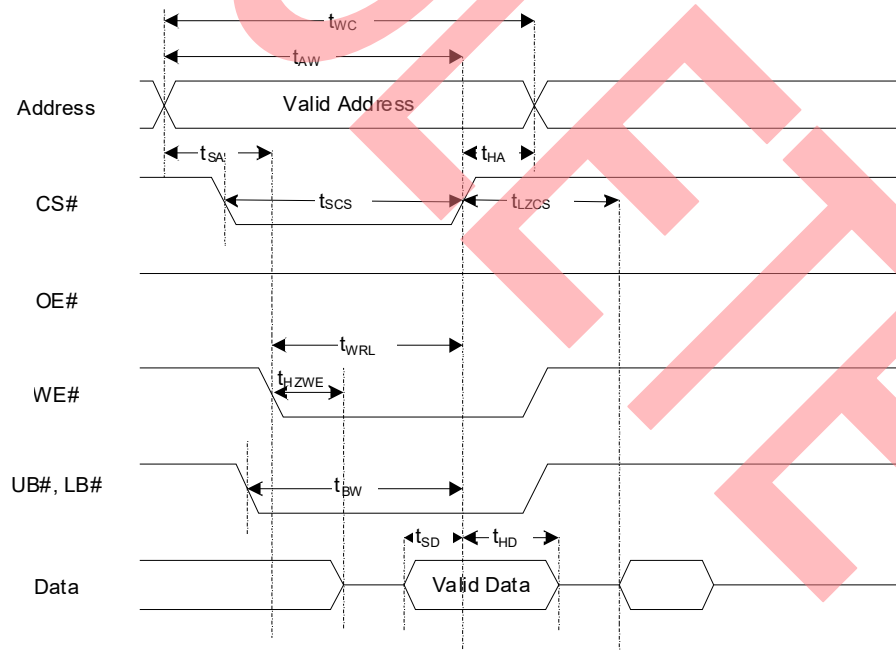 tWC
tAW
Address
Valid Address
tSA
tHA
CS#
tSCS
tLZCS
OE#
tWRL
WE#
tHZWE
UB#, LB#
tBW
tSD
tHD
Data
Valid Data